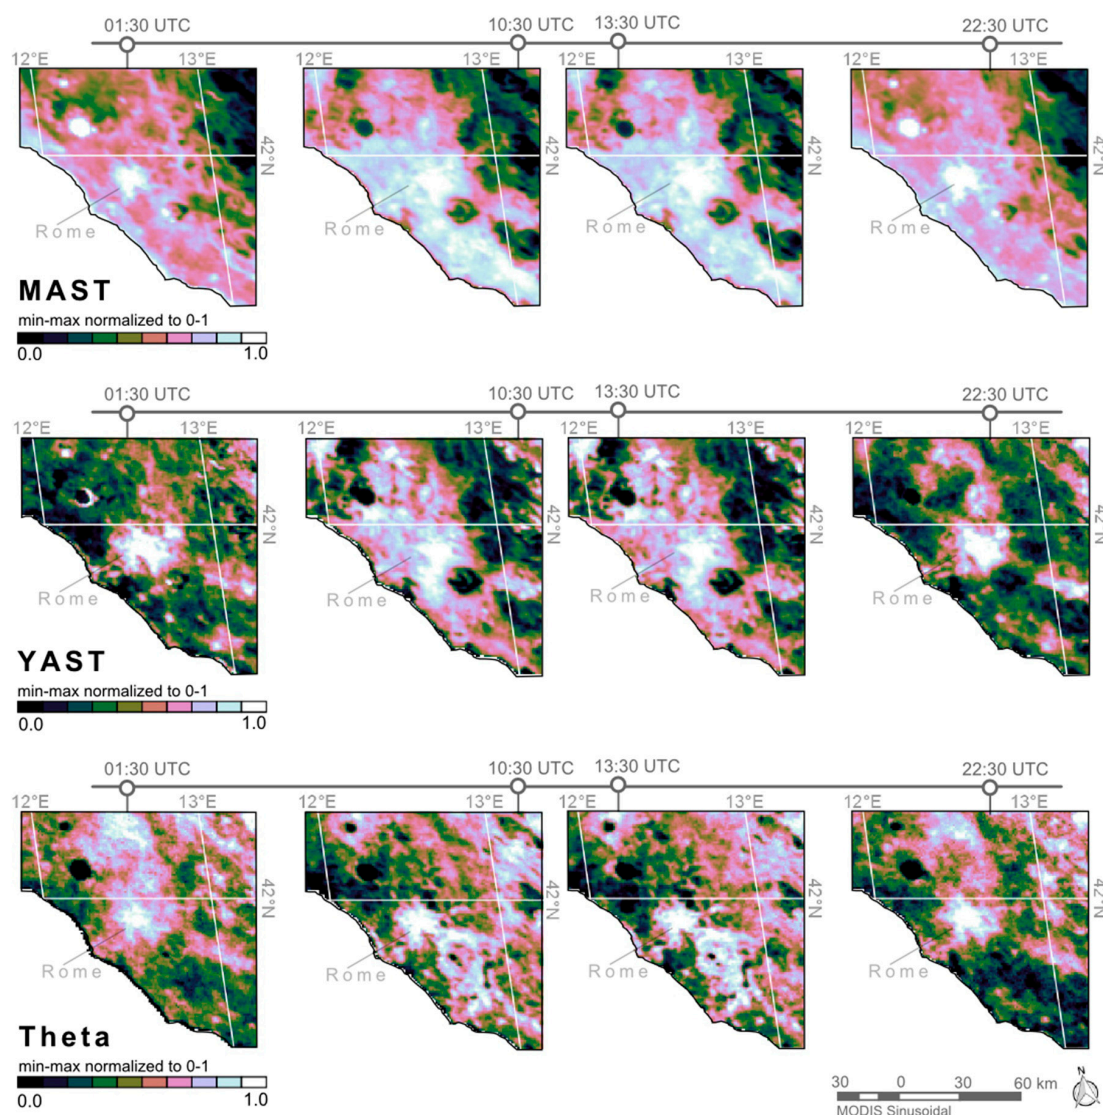 01:30 UTC 10:30 UTC 13:30 UTC 22:30 UTC
12°E 13°E 12°E 13°E 13°E 12°E 13°E
42°N 42°N 42°N 42°N
Rome Rome Rome Rome
MAST
min-max normalized to 0-1
0.0 1.0
01:30 UTC 10:30 UTC 13:30 UTC 22:30 UTC
12°E 13°E 12°E 13°E 13°E 12°E 13°E
42°N 42°N
Rome Rome Rome Rome
YAST
min-max normalized to 0-1
0.0 1.0
01:30 UTC 10:30 UTC 13:30 UTC 22:30 UTC
12°E 13°E 12°E 13°E 12°E 13°E 12°E 13°E
42°N 42°N
Rome Rome Rome Rome
Theta
min-max normalized to 0-1
0.0 1.0
30 0 30 60 km
MODIS Sinusoidal
N